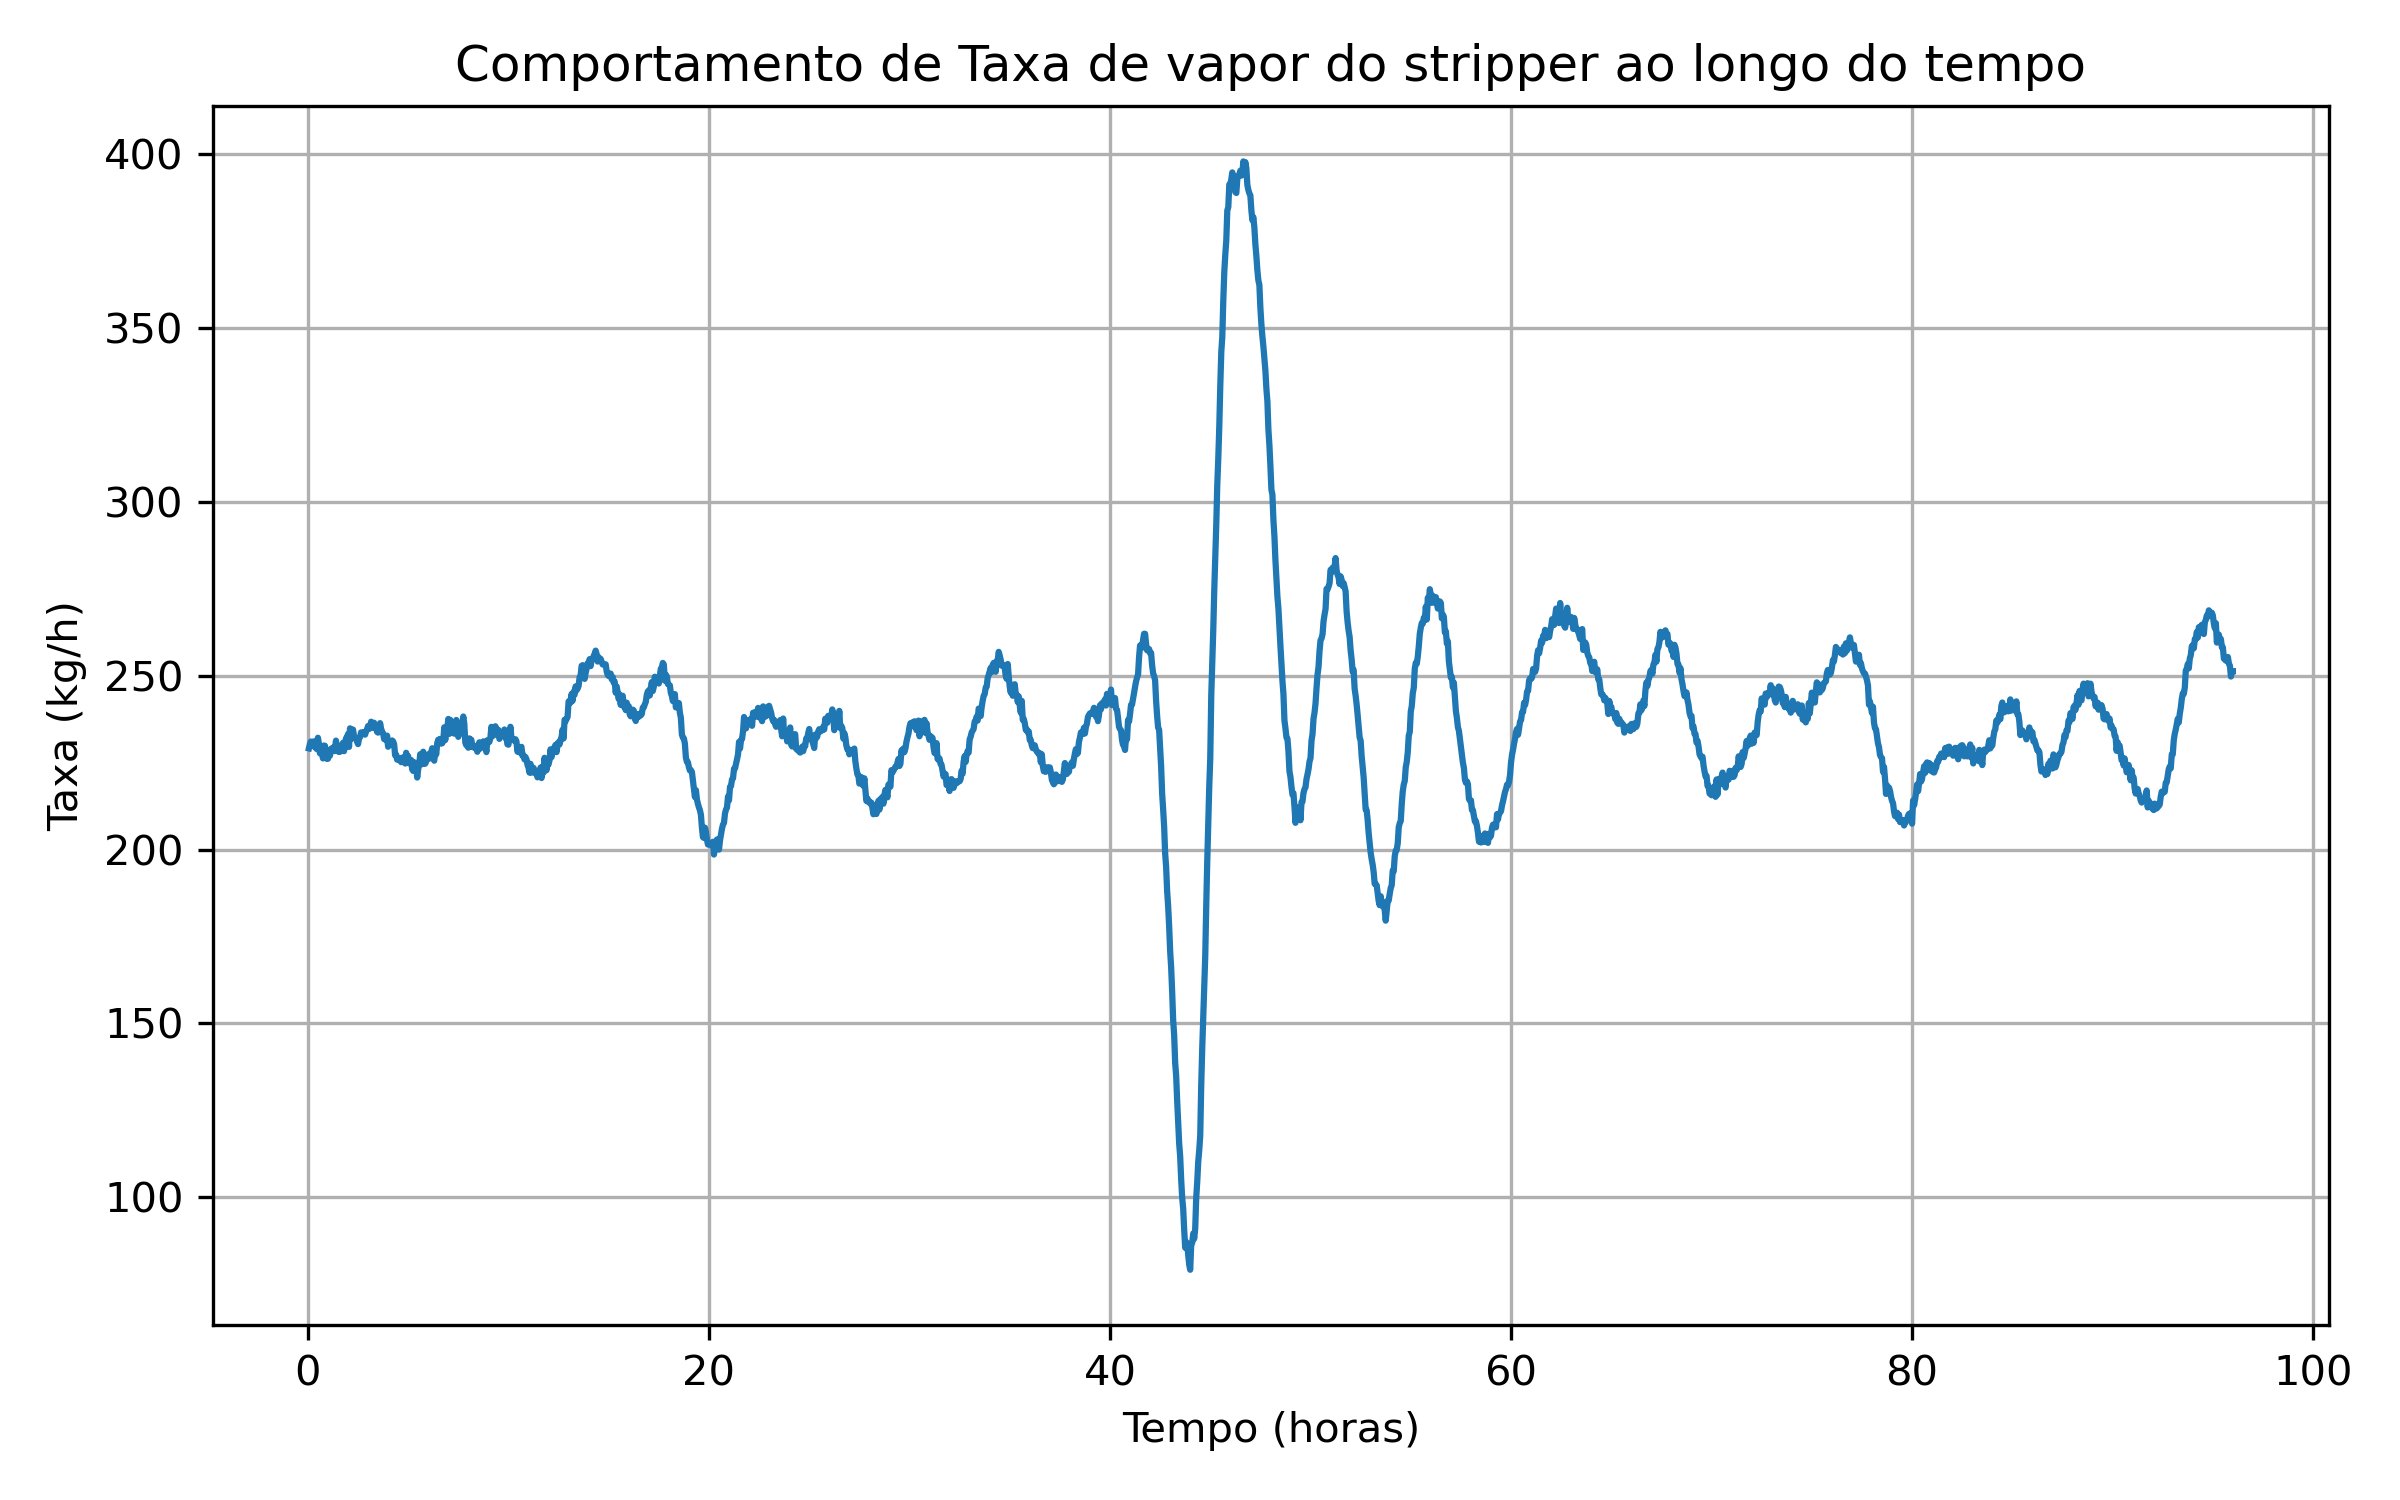 Comportamento de Taxa de vapor do stripper ao longo do tempo
400
350
300
250
200
150
100
Taxa (kg/h)
0 20 40 60 80 100
Tempo (horas)